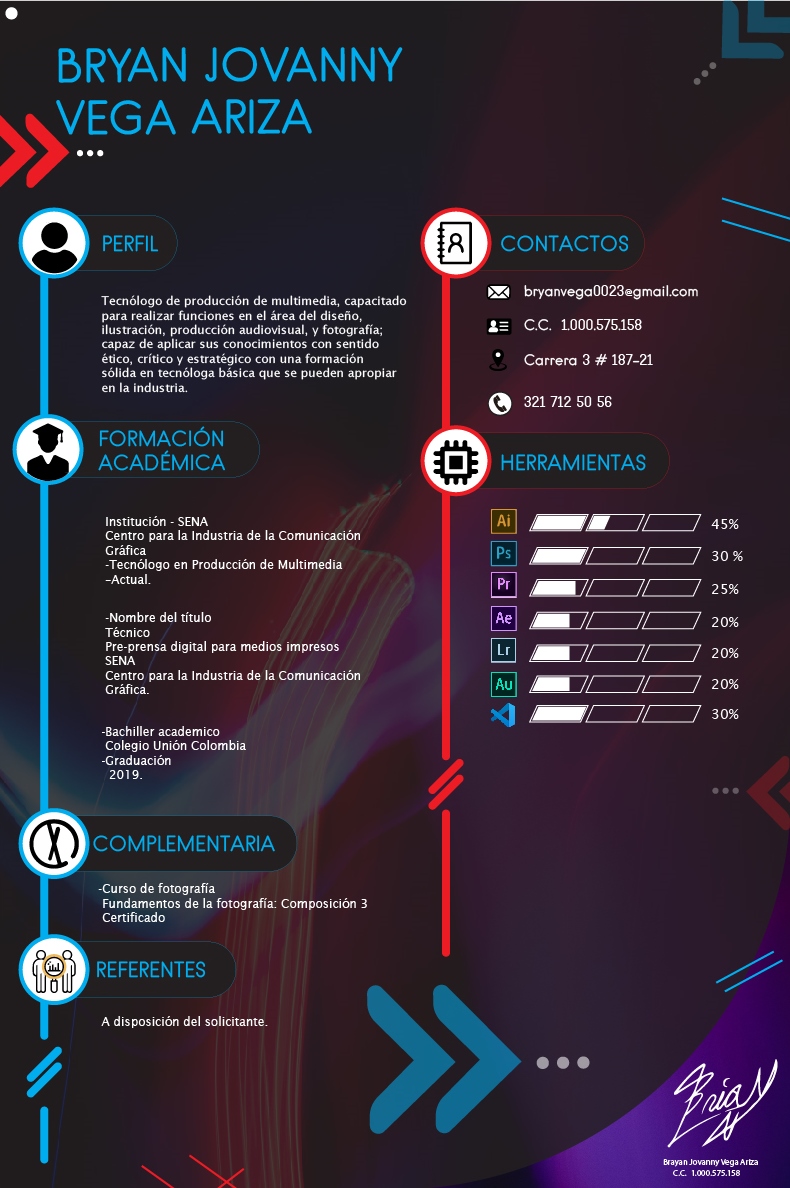 BRYAN JOVANNY
VEGA ARIZA
PERFIL
Tecnólogo de producción de multimedia, capacitado
para realizar funciones en el área del diseño,
ilustración, producción audiovisual, y fotografía;
capaz de aplicar sus conocimientos con sentido
ético, crítico y estratégico con una formación
sólida en tecnóloga básica que se pueden apropiar
en la industria.
FORMACIÓN
ACADÉMICA
Institución - SENA
Centro para la Industria de la Comunicación
Gráfica
-Tecnólogo en Producción de Multimedia
-Actual.
-Nombre del título
Técnico
Pre-prensa digital para medios impresos
SENA
Centro para la Industria de la Comunicación
Gráfica.
-Bachiller academico
Colegio Unión Colombia
-Graduación
2019.
COMPLEMENTARIA
-Curso de fotografía
Fundamentos de la fotografía: Composición 3
Certificado
REFERENTES
A disposición del solicitante.
CONTACTOS
bryanvega0023@gmail.com
C.C. 1.000.575.158
Carrera 3 # 187-21
321 712 50 56
HERRAMIENTAS
Ai 45%
Ps 30 %
Pr 25%
Ae 20%
Lr 20%
Au 20%
30%
Brayan Jovanny Vega Ariza
C.C. 1.000.575.158